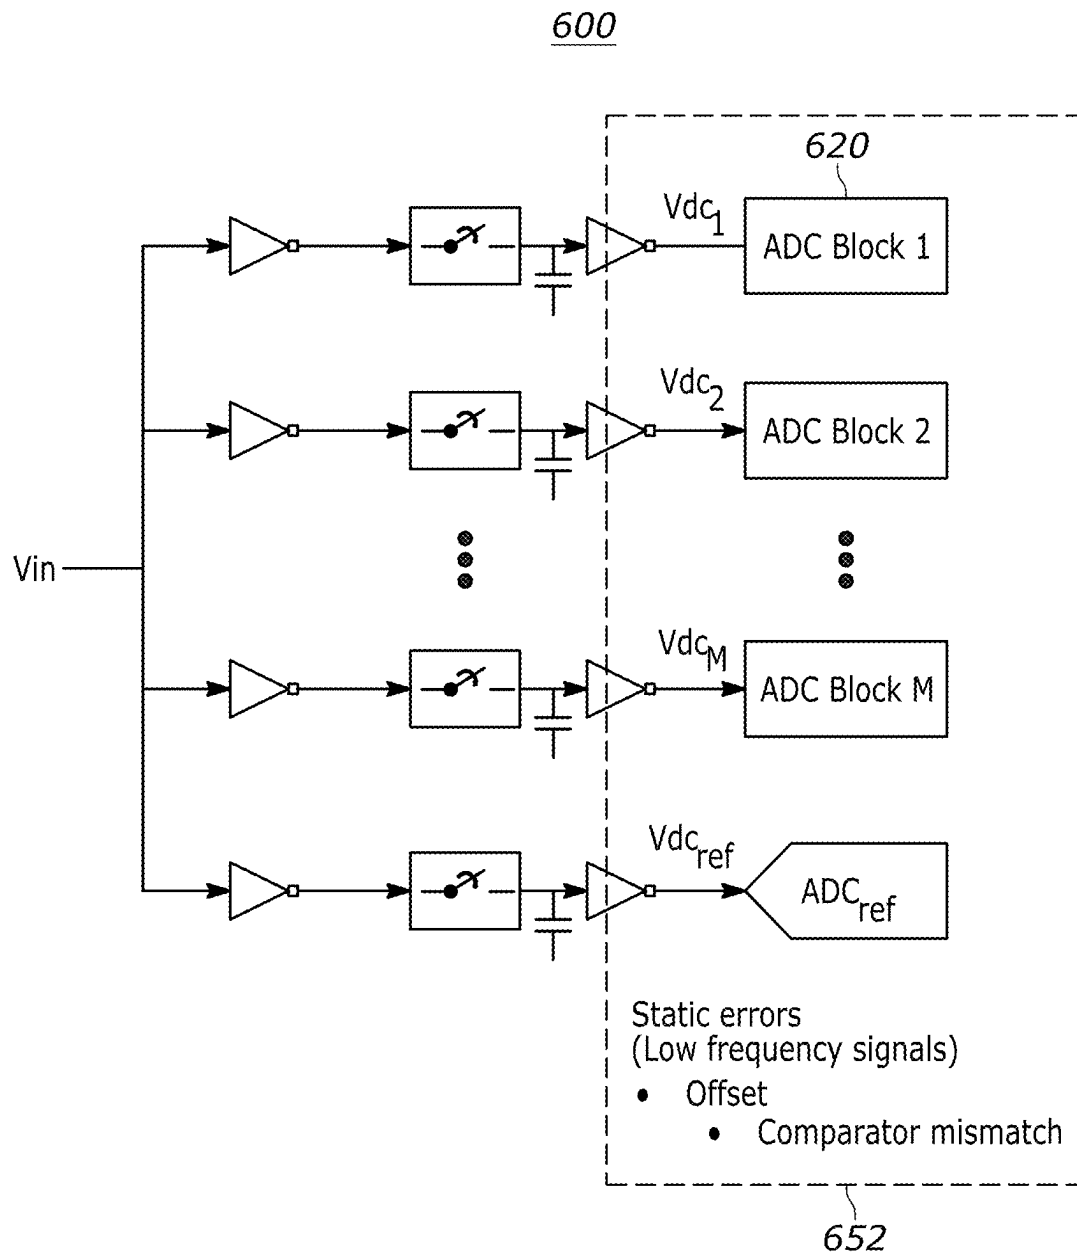 600
620
Vdc1
ADC Block 1
Vdc2
ADC Block 2
Vin
VdcM
ADC Block M
Vdcref
ADCref
Static errors
(Low frequency signals)
• Offset
• Comparator mismatch
652